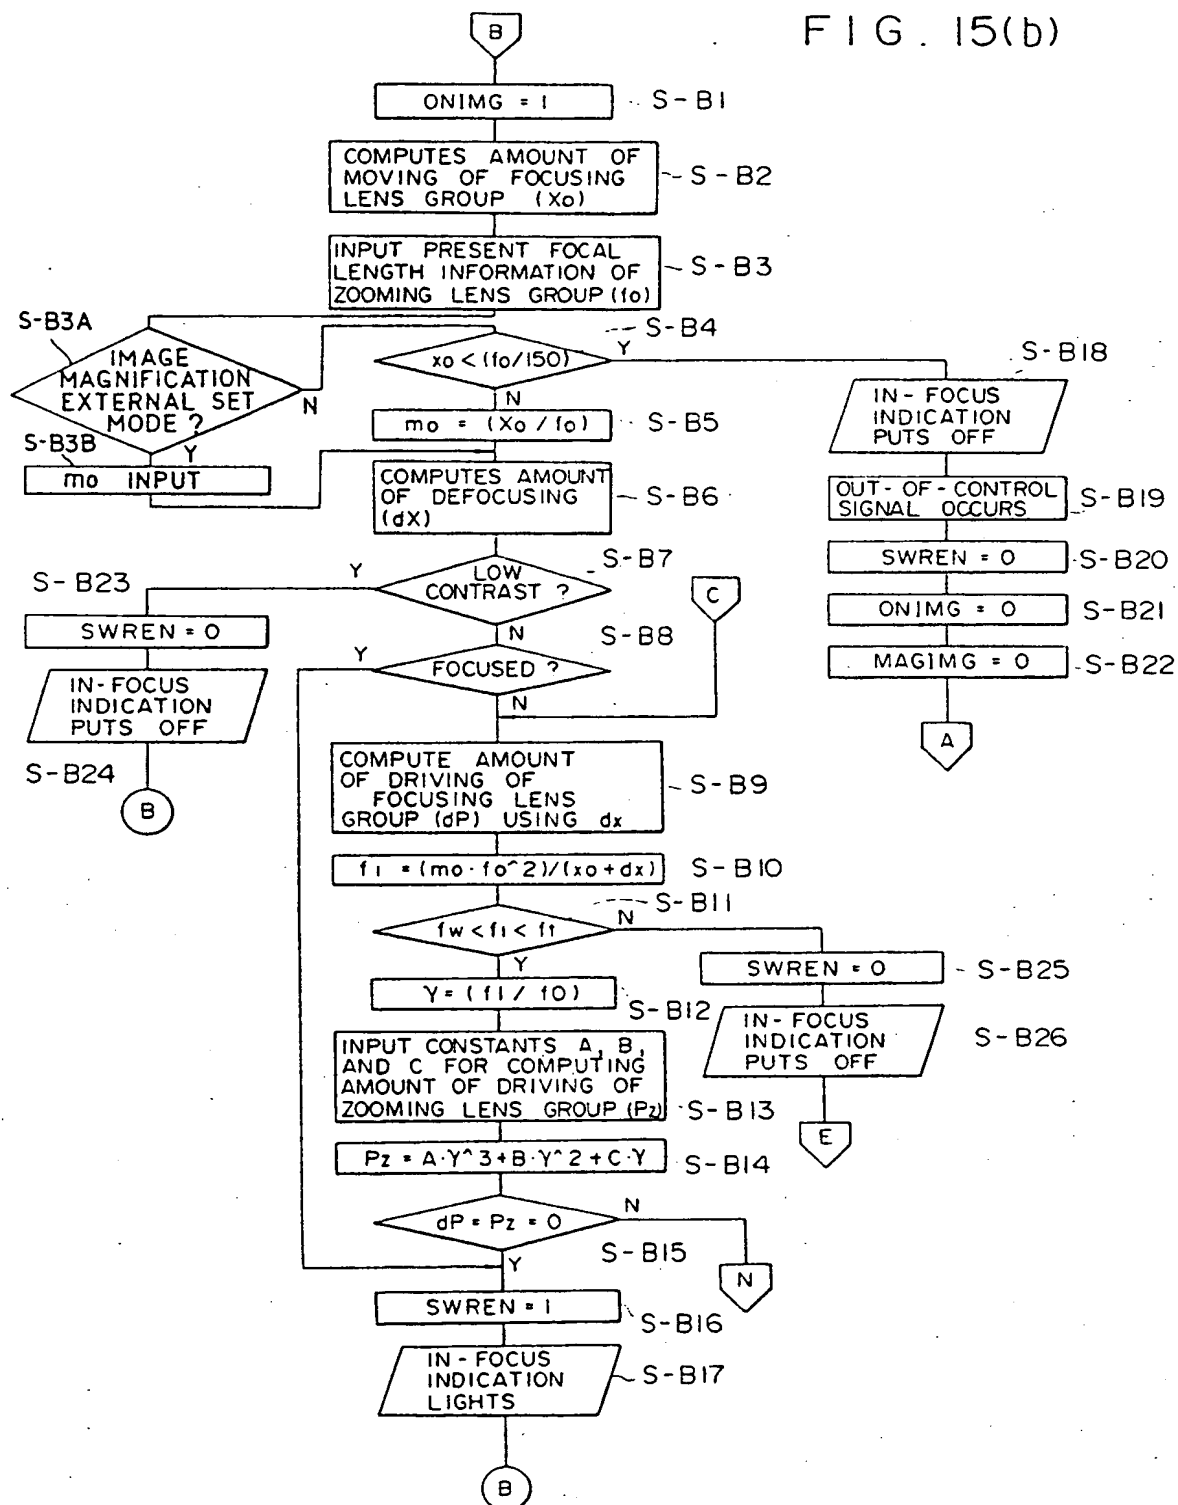 FIG. 15(b)
B
ONIMG = 1
S-B1
COMPUTES AMOUNT OF
MOVING OF FOCUSING
LENS GROUP (Xo)
S-B2
INPUT PRESENT FOCAL
LENGTH INFORMATION OF
ZOOMING LENS GROUP (fo)
S-B3
S-B3A
IMAGE
MAGNIFICATION
EXTERNAL SET
MODE ?
N
Y
S-B3B
mo INPUT
S-B4
xo < (fo/150)
Y
N
mo = (Xo / fo)
S-B5
COMPUTES AMOUNT
OF DEFOCUSING
(dX)
S-B6
S-B18
IN-FOCUS
INDICATION
PUTS OFF
OUT-OF-CONTROL
SIGNAL OCCURS
S-B19
SWREN = 0
S-B20
ONIMG = 0
S-B21
MAGIMG = 0
S-B22
A
S-B7
LOW
CONTRAST ?
Y
N
S-B23
SWREN = 0
IN-FOCUS
INDICATION
PUTS OFF
S-B24
B
S-B8
FOCUSED ?
Y
N
C
COMPUTE AMOUNT
OF DRIVING OF
FOCUSING LENS
GROUP (dP) USING dx
S-B9
f1 = (mo · fo^2)/(xo+dx)
S-B10
S-B11
fw < f1 < ft
N
Y
γ = (f1 / f0)
S-B12
SWREN = 0
S-B25
IN-FOCUS
INDICATION
PUTS OFF
S-B26
E
INPUT CONSTANTS A, B,
AND C FOR COMPUTING
AMOUNT OF DRIVING OF
ZOOMING LENS GROUP (Pz)
S-B13
Pz = A·γ^3+B·γ^2+C·γ
S-B14
dP = Pz = 0
N
S-B15
Y
N
SWREN = 1
S-B16
IN-FOCUS
INDICATION
LIGHTS
S-B17
B